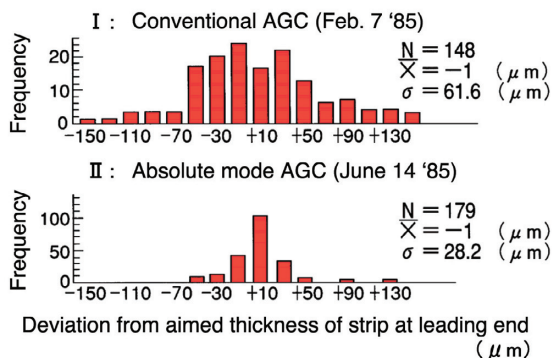 I : Conventional AGC (Feb. 7 '85)
Frequency
20
10
0
−150 −110 −70 −30 +10 +50 +90 +130
N = 148
X̅ = −1 (μm)
σ = 61.6 (μm)
II : Absolute mode AGC (June 14 '85)
Frequency
100
50
0
−150 −110 −70 −30 +10 +50 +90 +130
N = 179
X̅ = −1 (μm)
σ = 28.2 (μm)
Deviation from aimed thickness of strip at leading end
(μm)